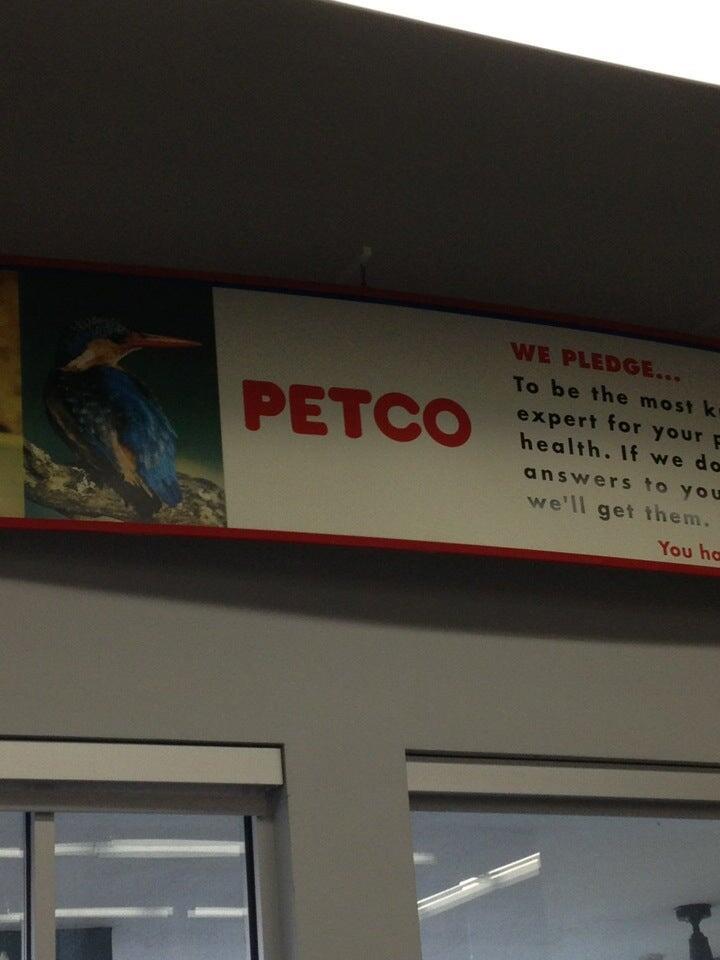 PETCO
WE PLEDGE...
To be the most
expert for your
health. If we do
answers to you
we'll get them.
You ha